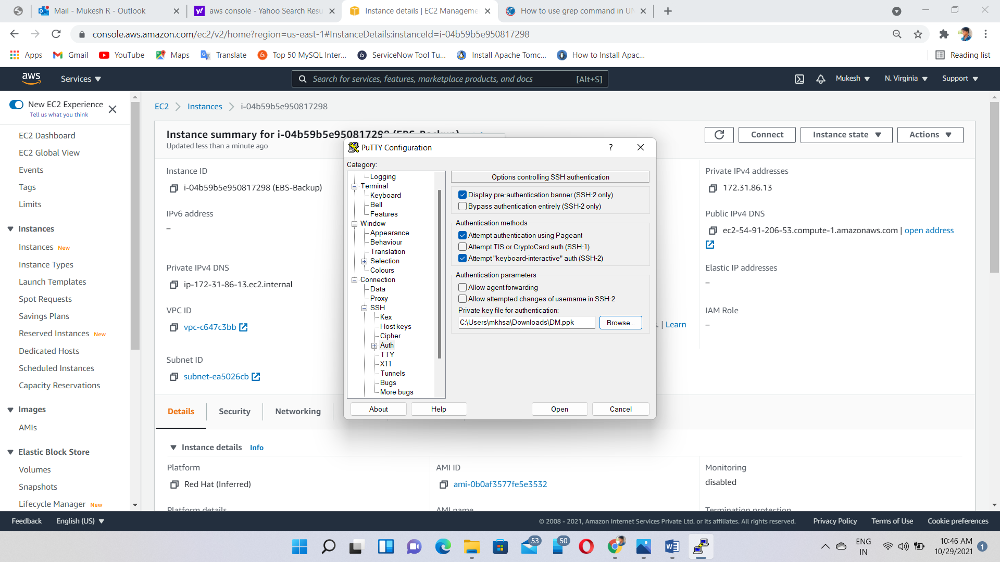 Mail - Mukesh R - Outlook
aws console - Yahoo Search Resu
Instance details | EC2 Manageme
How to use grep command in UN
console.aws.amazon.com/ec2/v2/home?region=us-east-1#InstanceDetails:instanceId=i-04b59b5e950817298
Apps
Gmail
YouTube
Maps
Translate
Top 50 MySQL Inter...
ServiceNow Tool Tu...
Install Apache Tomc...
How to Install Apac...
Reading list
aws
Services
Search for services, features, marketplace products, and docs
[Alt+S]
Mukesh
N. Virginia
Support
New EC2 Experience
Tell us what you think
EC2 Dashboard
EC2 Global View
Events
Tags
Limits
Instances
Instances New
Instance Types
Launch Templates
Spot Requests
Savings Plans
Reserved Instances New
Dedicated Hosts
Scheduled Instances
Capacity Reservations
Images
AMIs
Elastic Block Store
Volumes
Snapshots
Lifecycle Manager New
EC2
Instances
i-04b59b5e950817298
Instance summary for i-04b59b5e950817298 (EBS-Backup)
Updated less than a minute ago
Connect
Instance state
Actions
Instance ID
i-04b59b5e950817298 (EBS-Backup)
IPv6 address
–
Private IPv4 DNS
ip-172-31-86-13.ec2.internal
VPC ID
vpc-c647c3bb
Subnet ID
subnet-ea5026cb
Private IPv4 addresses
172.31.86.13
Public IPv4 DNS
ec2-54-91-206-53.compute-1.amazonaws.com | open address
Elastic IP addresses
–
IAM Role
–
. | Learn
PuTTY Configuration
?
Category:
Logging
Terminal
Keyboard
Bell
Features
Window
Appearance
Behaviour
Translation
Selection
Colours
Connection
Data
Proxy
SSH
Kex
Host keys
Cipher
Auth
TTY
X11
Tunnels
Bugs
More bugs
Options controlling SSH authentication
Display pre-authentication banner (SSH-2 only)
Bypass authentication entirely (SSH-2 only)
Authentication methods
Attempt authentication using Pageant
Attempt TIS or CryptoCard auth (SSH-1)
Attempt "keyboard-interactive" auth (SSH-2)
Authentication parameters
Allow agent forwarding
Allow attempted changes of username in SSH-2
Private key file for authentication:
C:\Users\mkhsa\Downloads\DM.ppk
Browse...
About
Help
Open
Cancel
Details
Security
Networking
Instance details Info
Platform
Red Hat (Inferred)
AMI ID
ami-0b0af3577fe5e3532
Monitoring
disabled
Platform details
AMI name
Termination protection
Feedback
English (US)
© 2008 - 2021, Amazon Internet Services Private Ltd. or its affiliates. All rights reserved.
Privacy Policy
Terms of Use
Cookie preferences
53
50
ENG
IN
10:46 AM
10/29/2021
1